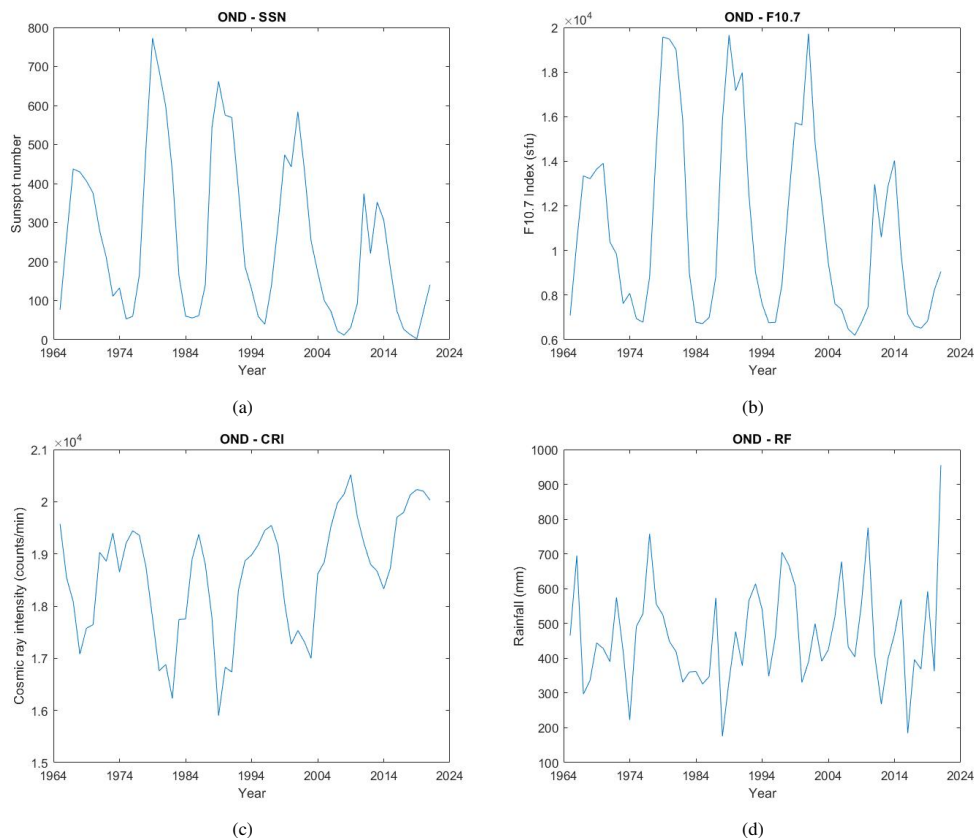 OND - SSN
800
700
600
500
400
300
200
100
0
Sunspot number
1964 1974 1984 1994 2004 2014 2024
Year
(a)
OND - F10.7
×10⁴
2
1.8
1.6
1.4
1.2
1
0.8
0.6
F10.7 Index (sfu)
1964 1974 1984 1994 2004 2014 2024
Year
(b)
OND - CRI
×10⁴
2.1
2
1.9
1.8
1.7
1.6
1.5
Cosmic ray intensity (counts/min)
1964 1974 1984 1994 2004 2014 2024
Year
(c)
OND - RF
1000
900
800
700
600
500
400
300
200
100
Rainfall (mm)
1964 1974 1984 1994 2004 2014 2024
Year
(d)